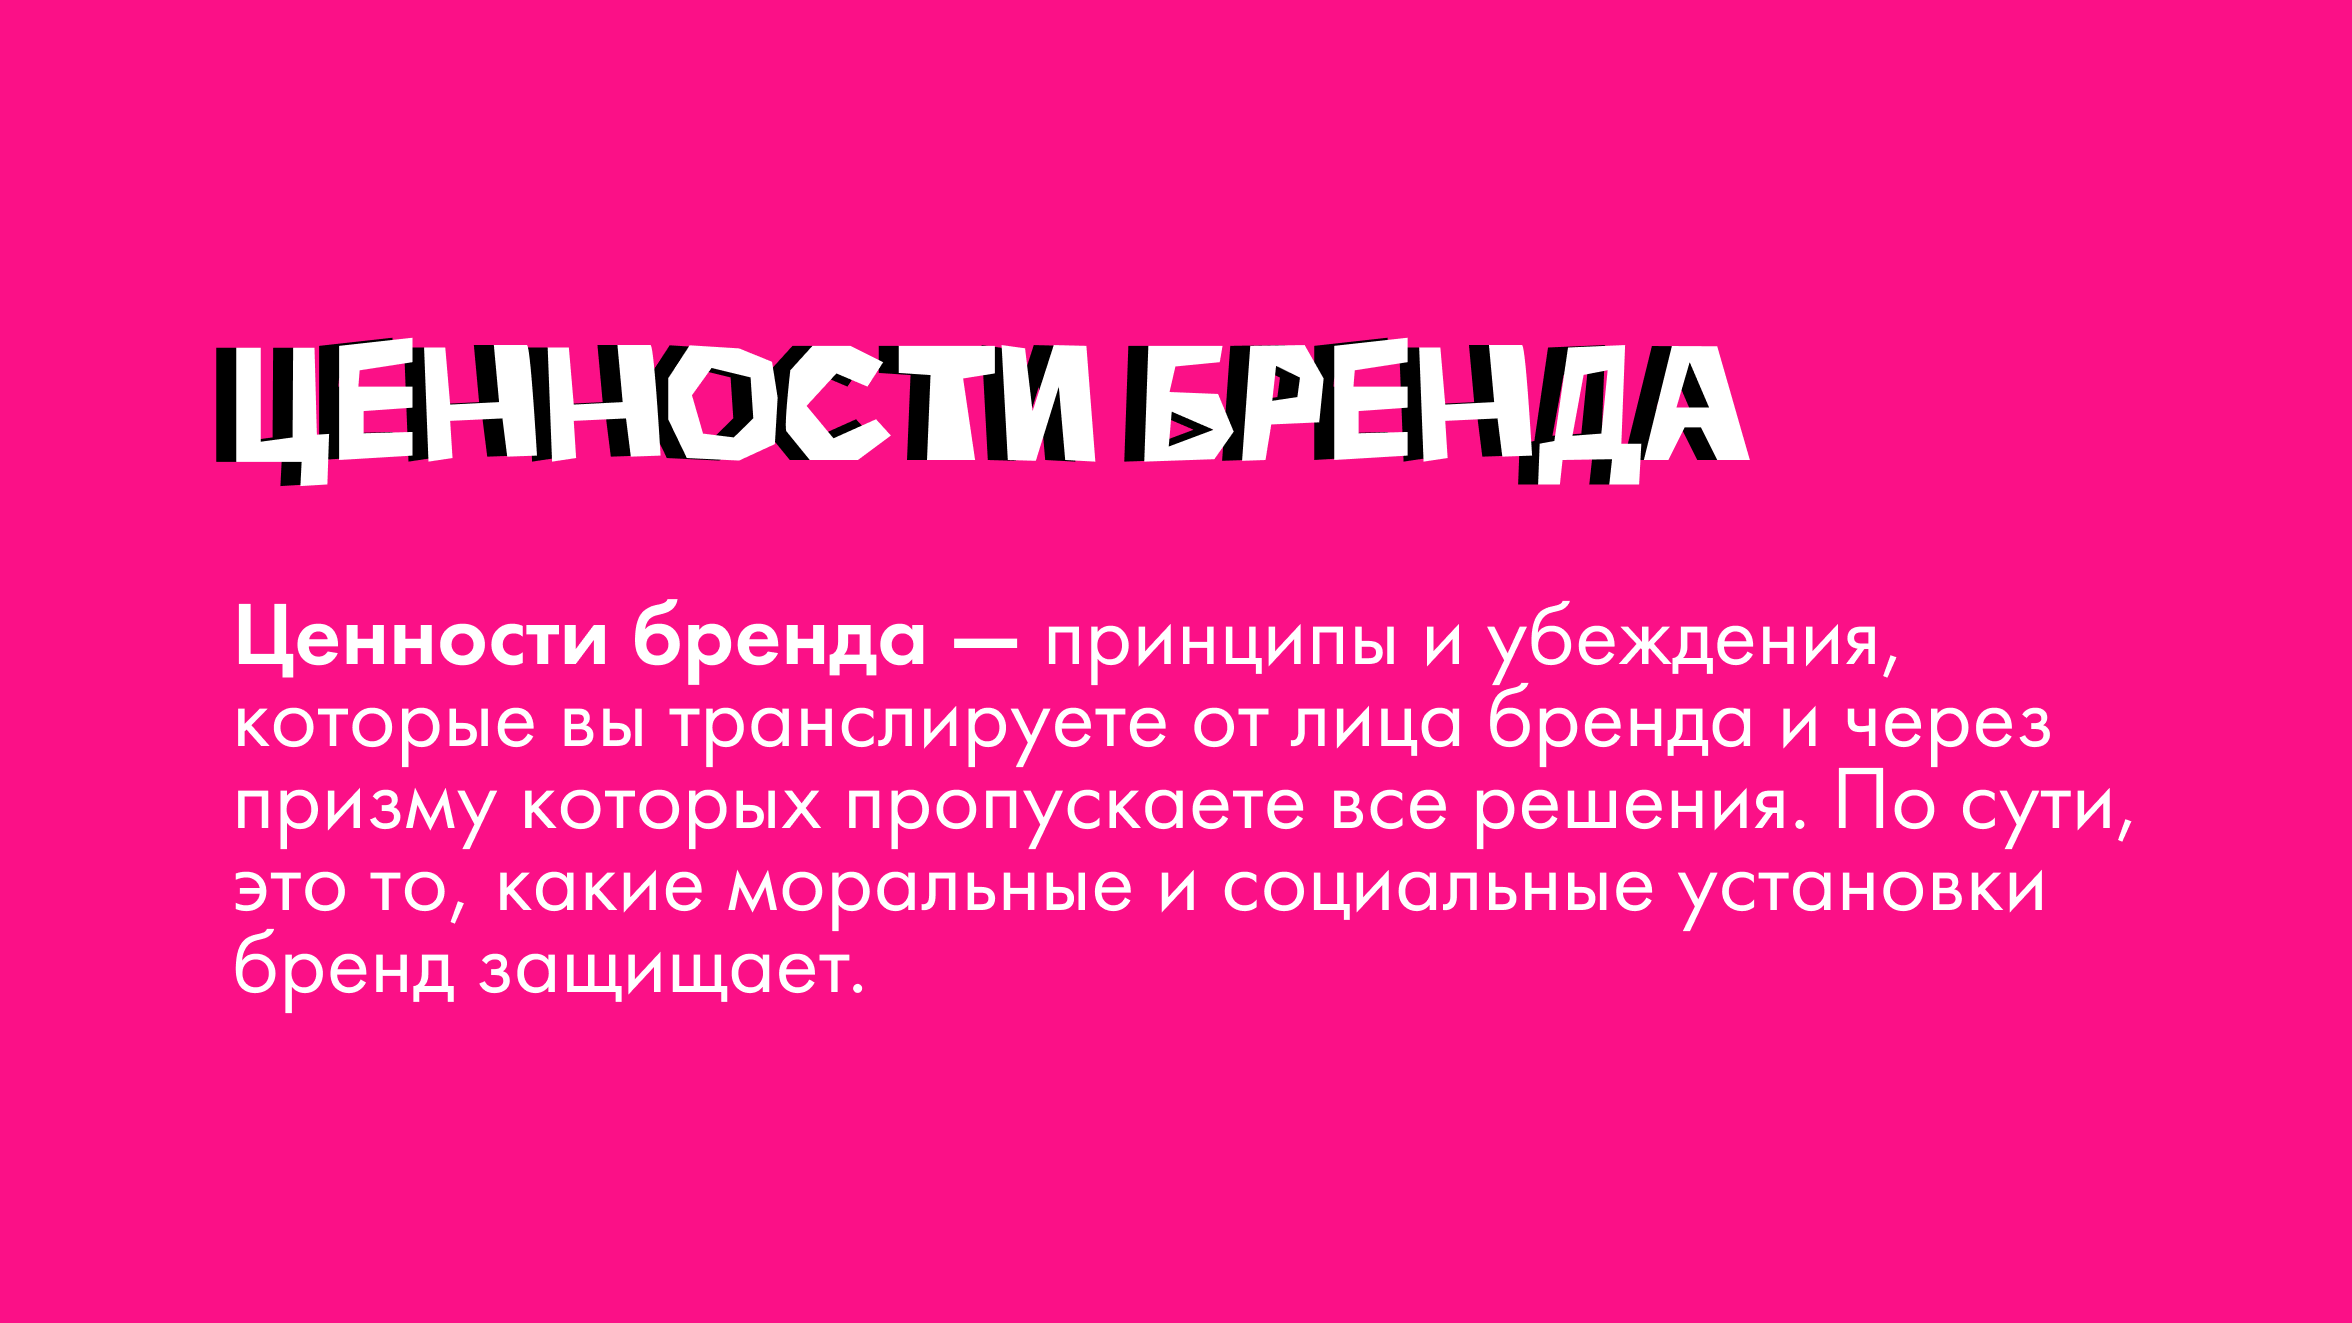 ЦЕННОСТИ БРЕНДА
Ценности бренда — принципы и убеждения,
которые вы транслируете от лица бренда и через
призму которых пропускаете все решения. По сути,
это то, какие моральные и социальные установки
бренд защищает.